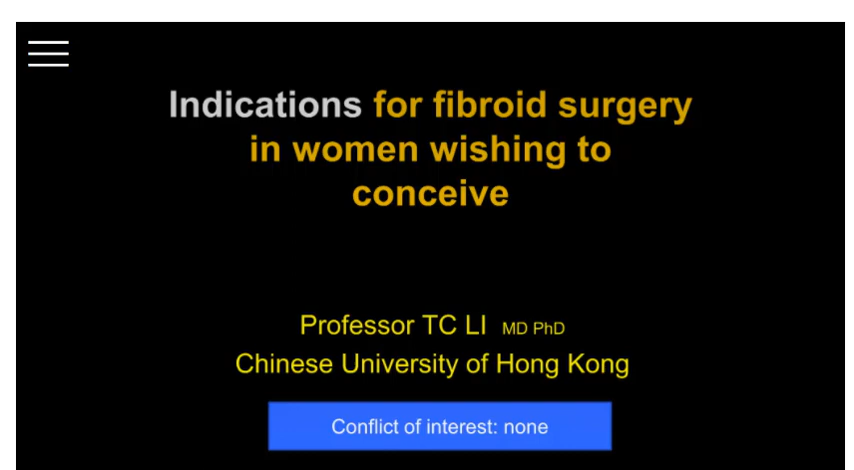 Indications for fibroid surgery
in women wishing to
conceive
Professor TC LI MD PhD
Chinese University of Hong Kong
Conflict of interest: none